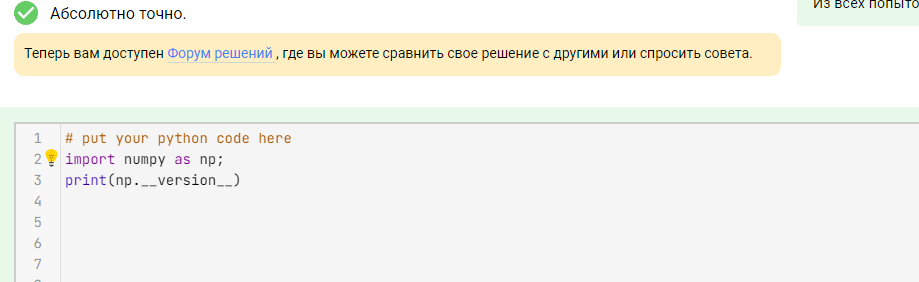 Абсолютно точно.
Из всех попыто
Теперь вам доступен Форум решений , где вы можете сравнить свое решение с другими или спросить совета.
1 # put your python code here
2 import numpy as np;
3 print(np.__version__)
4
5
6
7